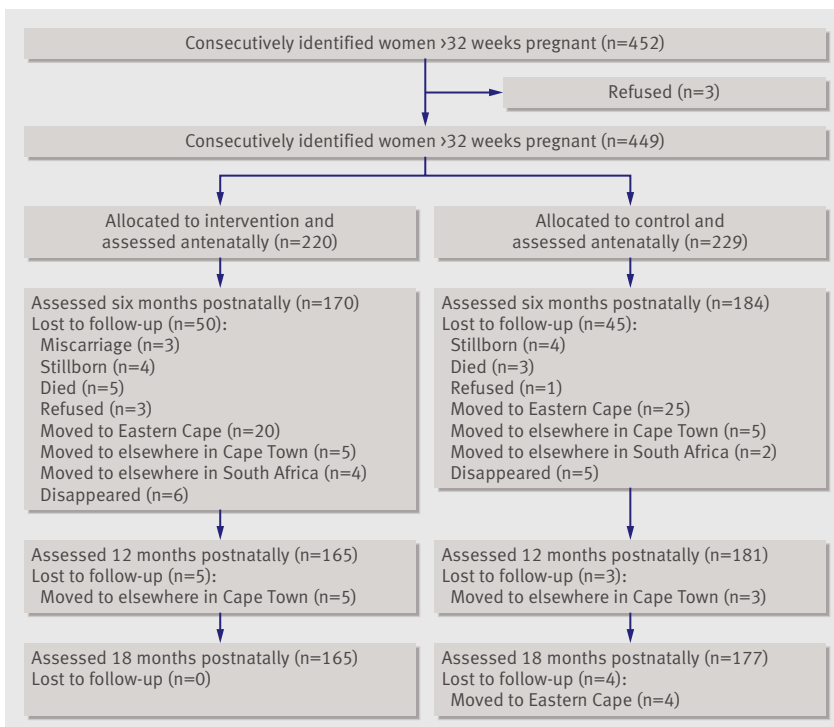 Consecutively identified women >32 weeks pregnant (n=452)
Refused (n=3)
Consecutively identified women >32 weeks pregnant (n=449)
Allocated to intervention and
assessed antenatally (n=220)
Allocated to control and
assessed antenatally (n=229)
Assessed six months postnatally (n=170)
Lost to follow-up (n=50):
Miscarriage (n=3)
Stillborn (n=4)
Died (n=5)
Refused (n=3)
Moved to Eastern Cape (n=20)
Moved to elsewhere in Cape Town (n=5)
Moved to elsewhere in South Africa (n=4)
Disappeared (n=6)
Assessed six months postnatally (n=184)
Lost to follow-up (n=45):
Stillborn (n=4)
Died (n=3)
Refused (n=1)
Moved to Eastern Cape (n=25)
Moved to elsewhere in Cape Town (n=5)
Moved to elsewhere in South Africa (n=2)
Disappeared (n=5)
Assessed 12 months postnatally (n=165)
Lost to follow-up (n=5):
Moved to elsewhere in Cape Town (n=5)
Assessed 12 months postnatally (n=181)
Lost to follow-up (n=3):
Moved to elsewhere in Cape Town (n=3)
Assessed 18 months postnatally (n=165)
Lost to follow-up (n=0)
Assessed 18 months postnatally (n=177)
Lost to follow-up (n=4):
Moved to Eastern Cape (n=4)